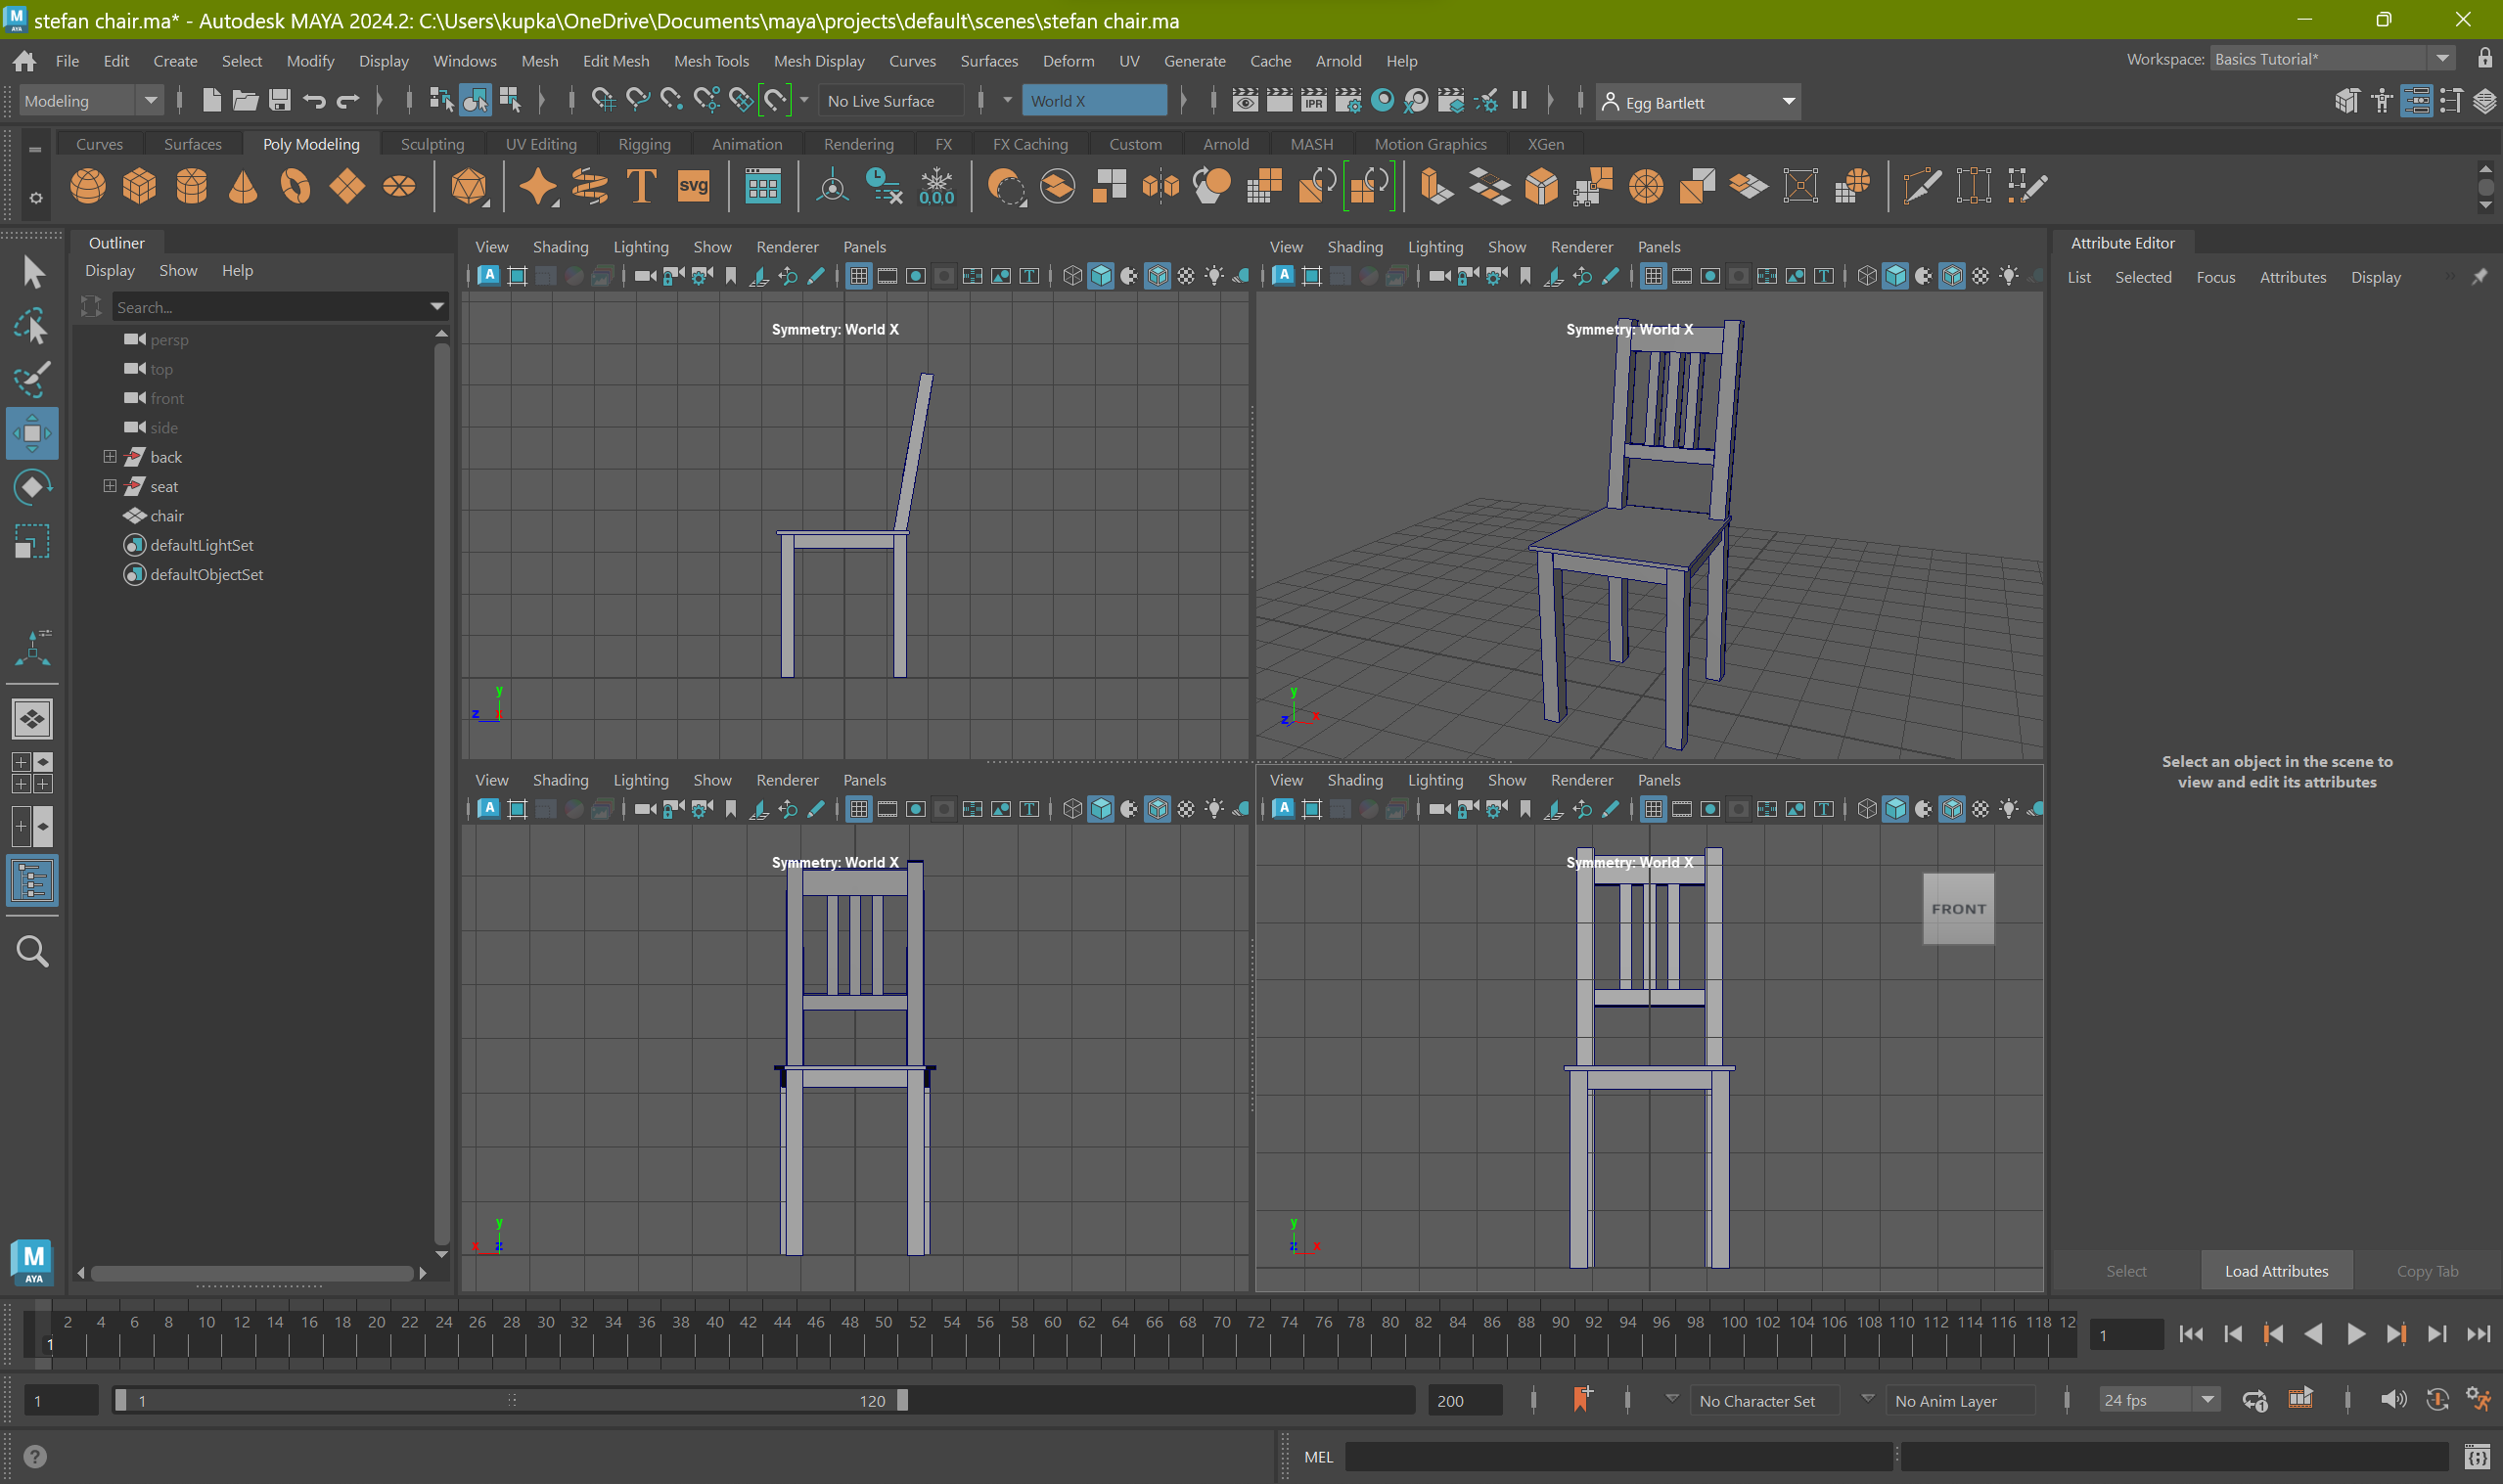 stefan chair.ma* - Autodesk MAYA 2024.2: C:\Users\kupka\OneDrive\Documents\maya\projects\default\scenes\stefan chair.ma
File Edit Create Select Modify Display Windows Mesh Edit Mesh Mesh Tools Mesh Display Curves Surfaces Deform UV Generate Cache Arnold Help Workspace: Basics Tutorial*
Modeling No Live Surface World X IPR Egg Bartlett
Curves Surfaces Poly Modeling Sculpting UV Editing Rigging Animation Rendering FX FX Caching Custom Arnold MASH Motion Graphics XGen
T svg 0,0,0
Outliner
Display Show Help
Search...
persp
top
front
side
back
seat
chair
defaultLightSet
defaultObjectSet
View Shading Lighting Show Renderer Panels
Symmetry: World X
y
z x
View Shading Lighting Show Renderer Panels
Symmetry: World X
y
z x
View Shading Lighting Show Renderer Panels
Symmetry: World X
y
x z
View Shading Lighting Show Renderer Panels
Symmetry: World X
FRONT
y
z x
Attribute Editor
List Selected Focus Attributes Display
Select an object in the scene to
view and edit its attributes
Select Load Attributes Copy Tab
M
AYA
2 4 6 8 10 12 14 16 18 20 22 24 26 28 30 32 34 36 38 40 42 44 46 48 50 52 54 56 58 60 62 64 66 68 70 72 74 76 78 80 82 84 86 88 90 92 94 96 98 100 102 104 106 108 110 112 114 116 118 12
1 1
1 1 120 200 No Character Set No Anim Layer 24 fps
MEL